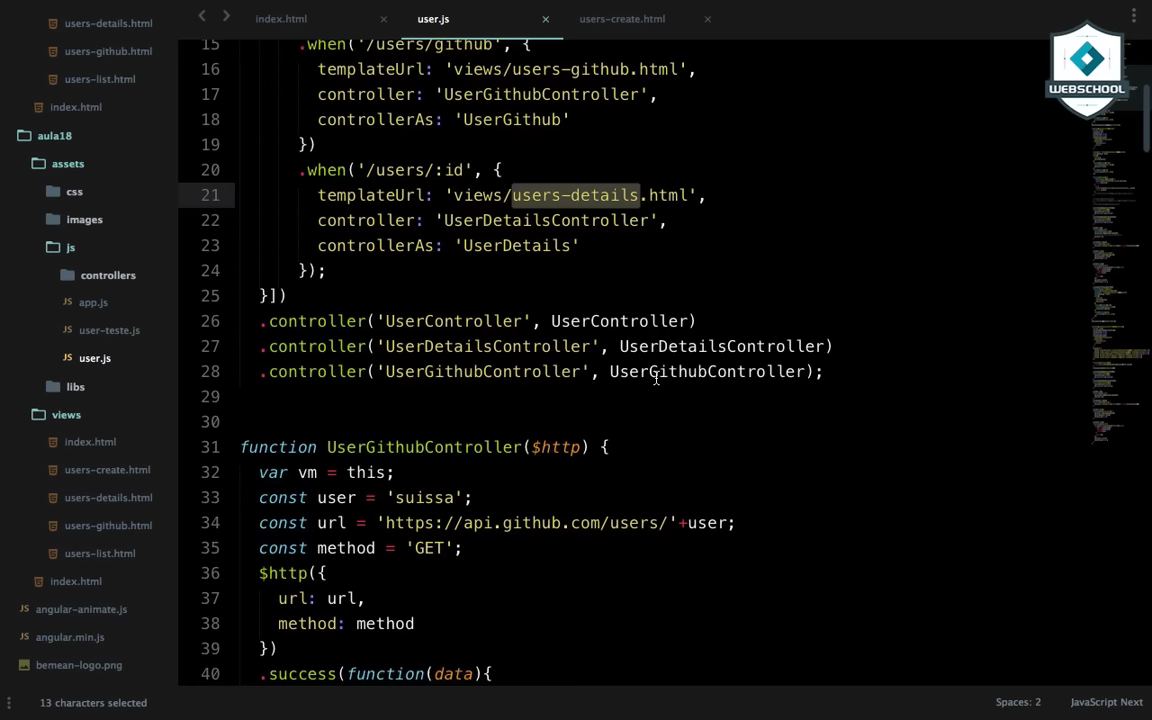 users-details.html
users-github.html
users-list.html
index.html
aula18
assets
css
images
js
controllers
app.js
user-teste.js
user.js
libs
views
index.html
users-create.html
users-details.html
users-github.html
users-list.html
index.html
angular-animate.js
angular.min.js
bemean-logo.png
index.html × user.js × users-create.html ×
WEBSCHOOL
15 .when('/users/github', {
16 templateUrl: 'views/users-github.html',
17 controller: 'UserGithubController',
18 controllerAs: 'UserGithub'
19 })
20 .when('/users/:id', {
21 templateUrl: 'views/users-details.html',
22 controller: 'UserDetailsController',
23 controllerAs: 'UserDetails'
24 });
25 }])
26 .controller('UserController', UserController)
27 .controller('UserDetailsController', UserDetailsController)
28 .controller('UserGithubController', UserGithubController);
29
30
31 function UserGithubController($http) {
32 var vm = this;
33 const user = 'suissa';
34 const url = 'https://api.github.com/users/'+user;
35 const method = 'GET';
36 $http({
37 url: url,
38 method: method
39 })
40 .success(function(data){
13 characters selected
Spaces: 2 JavaScript Next